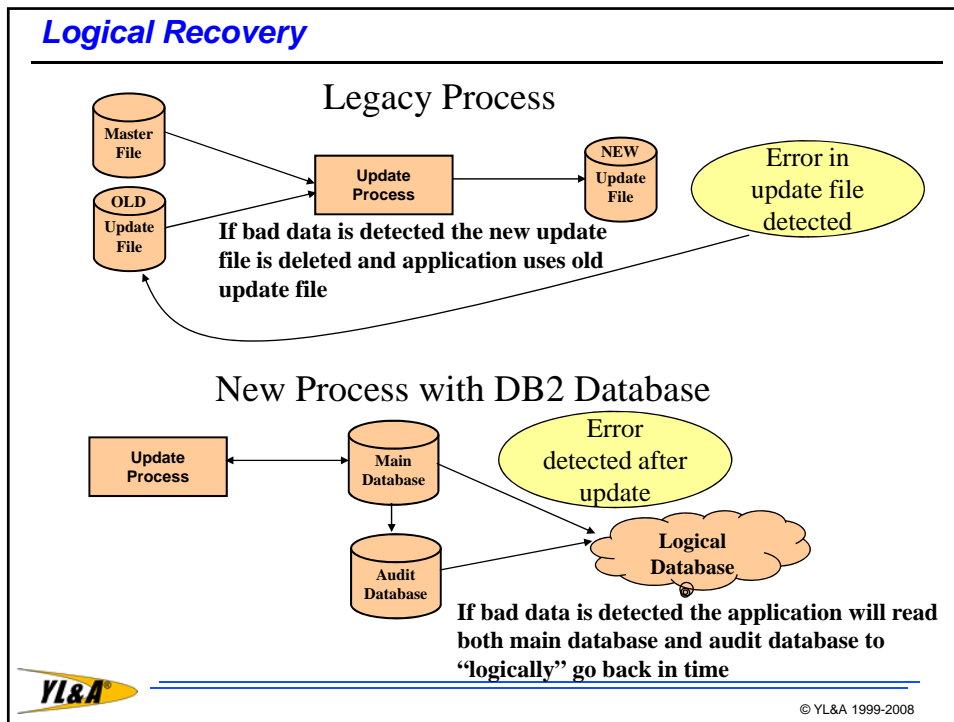 Logical Recovery
Legacy Process
Master
File
OLD
Update
File
Update
Process
NEW
Update
File
Error in
update file
detected
If bad data is detected the new update
file is deleted and application uses old
update file
New Process with DB2 Database
Update
Process
Main
Database
Error
detected after
update
Audit
Database
Logical
Database
If bad data is detected the application will read
both main database and audit database to
“logically” go back in time
YL&A®
© YL&A 1999-2008